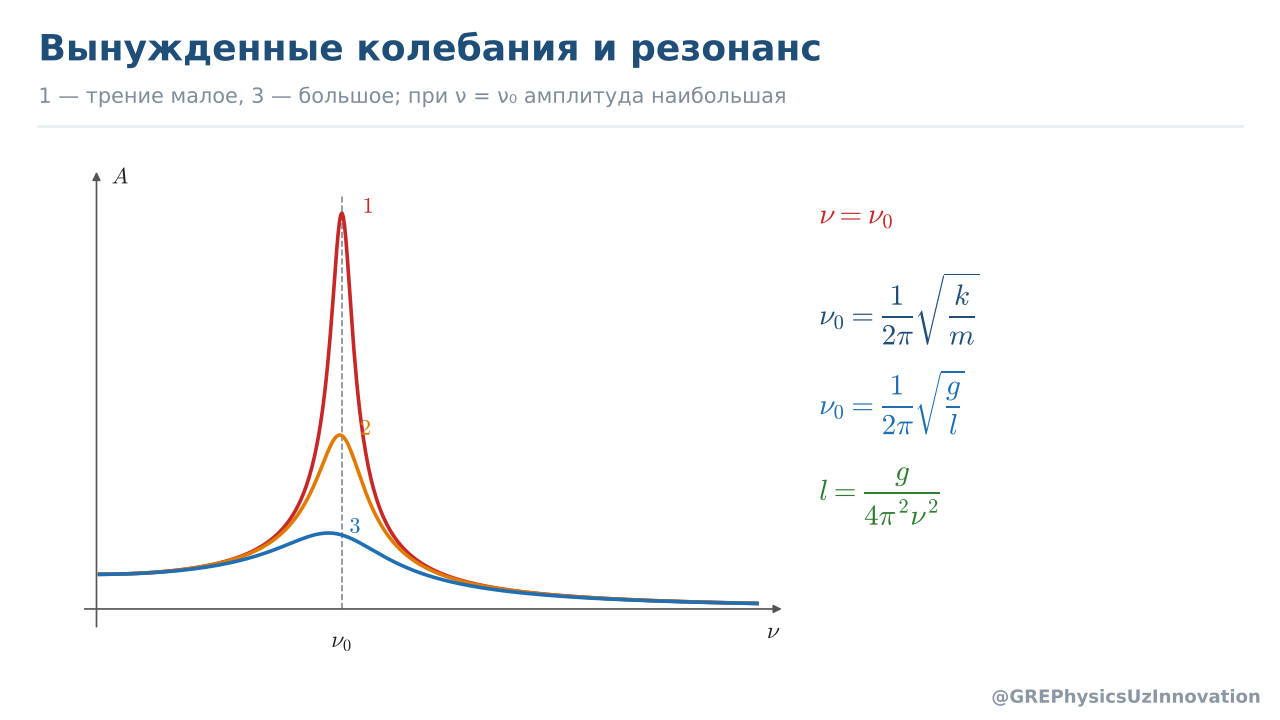 Вынужденные колебания и резонанс
1 — трение малое, 3 — большое; при ν = ν₀ амплитуда наибольшая
A
1
2
3
ν₀
ν
ν = ν₀
ν₀ = 1/2π √k/m
ν₀ = 1/2π √g/l
l = g/4π²ν²
@GREPhysicsUzInnovation